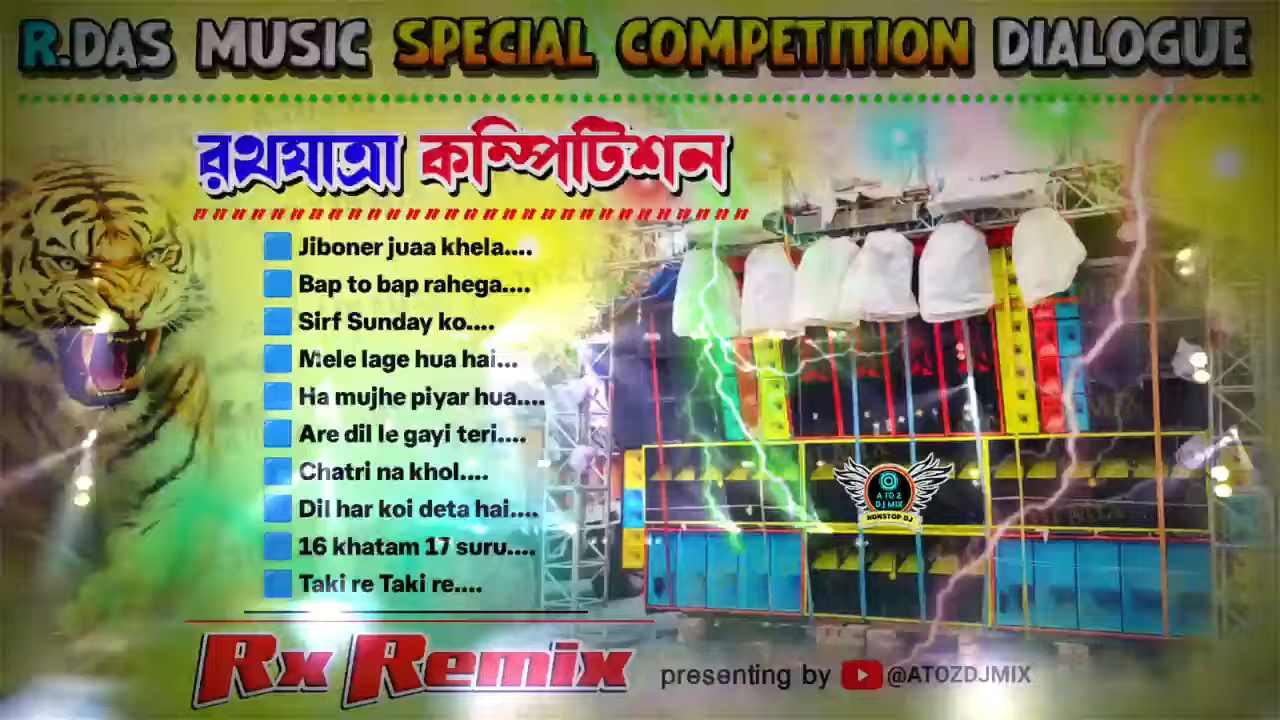 R.DAS MUSIC SPECIAL COMPETITION DIALOGUE
রথযাত্রা কম্পিটিশন
Jiboner juaa khela....
Bap to bap rahega....
Sirf Sunday ko....
Mele lage hua hai...
Ha mujhe piyar hua....
Are dil le gayi teri....
Chatri na khol....
Dil har koi deta hai....
16 khatam 17 suru....
Taki re Taki re....
A TO Z
DJ MIX
NONSTOP DJ
Rx Remix
presenting by @ATOZDJMIX